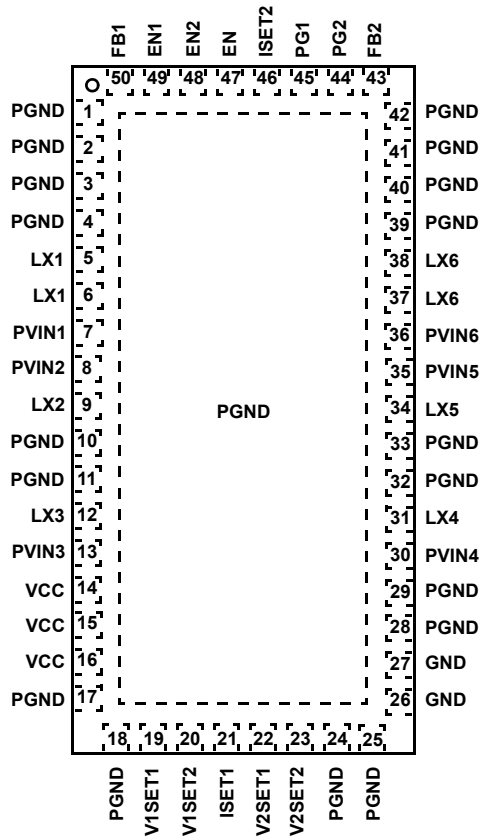 FB1 EN1 EN2 EN ISET2 PG1 PG2 FB2
50 49 48 47 46 45 44 43
PGND 1 42 PGND
PGND 2 41 PGND
PGND 3 40 PGND
PGND 4 39 PGND
LX1 5 38 LX6
LX1 6 37 LX6
PVIN1 7 36 PVIN6
PVIN2 8 35 PVIN5
LX2 9 34 LX5
PGND
PGND 10 33 PGND
PGND 11 32 PGND
LX3 12 31 LX4
PVIN3 13 30 PVIN4
VCC 14 29 PGND
VCC 15 28 PGND
VCC 16 27 GND
PGND 17 26 GND
18 19 20 21 22 23 24 25
PGND V1SET1 V1SET2 ISET1 V2SET1 V2SET2 PGND PGND